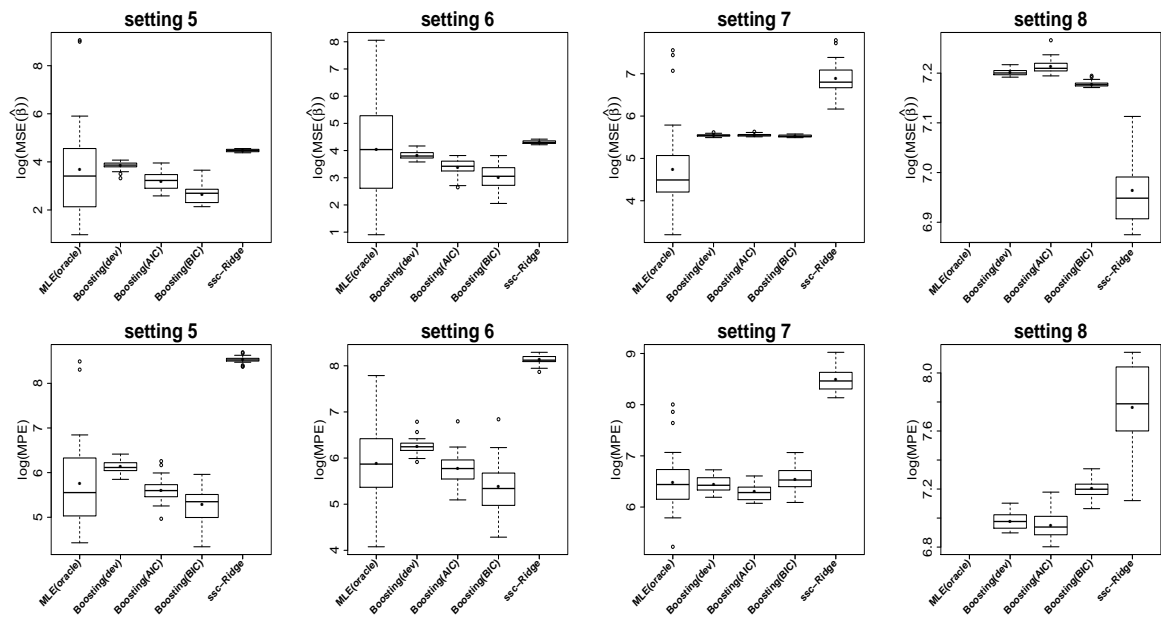 setting 5
setting 6
setting 7
setting 8
log(MSE(β̂))
2
4
6
8
MLE(oracle)
Boosting(dev)
Boosting(AIC)
Boosting(BIC)
ssc−Ridge
log(MSE(β̂))
1
2
3
4
5
6
7
8
MLE(oracle)
Boosting(dev)
Boosting(AIC)
Boosting(BIC)
ssc−Ridge
log(MSE(β̂))
4
5
6
7
MLE(oracle)
Boosting(dev)
Boosting(AIC)
Boosting(BIC)
ssc−Ridge
log(MSE(β̂))
6.9
7.0
7.1
7.2
MLE(oracle)
Boosting(dev)
Boosting(AIC)
Boosting(BIC)
ssc−Ridge
setting 5
setting 6
setting 7
setting 8
log(MPE)
5
6
7
8
MLE(oracle)
Boosting(dev)
Boosting(AIC)
Boosting(BIC)
ssc−Ridge
log(MPE)
4
5
6
7
8
MLE(oracle)
Boosting(dev)
Boosting(AIC)
Boosting(BIC)
ssc−Ridge
log(MPE)
6
7
8
9
MLE(oracle)
Boosting(dev)
Boosting(AIC)
Boosting(BIC)
ssc−Ridge
log(MPE)
6.8
7.2
7.6
8.0
MLE(oracle)
Boosting(dev)
Boosting(AIC)
Boosting(BIC)
ssc−Ridge